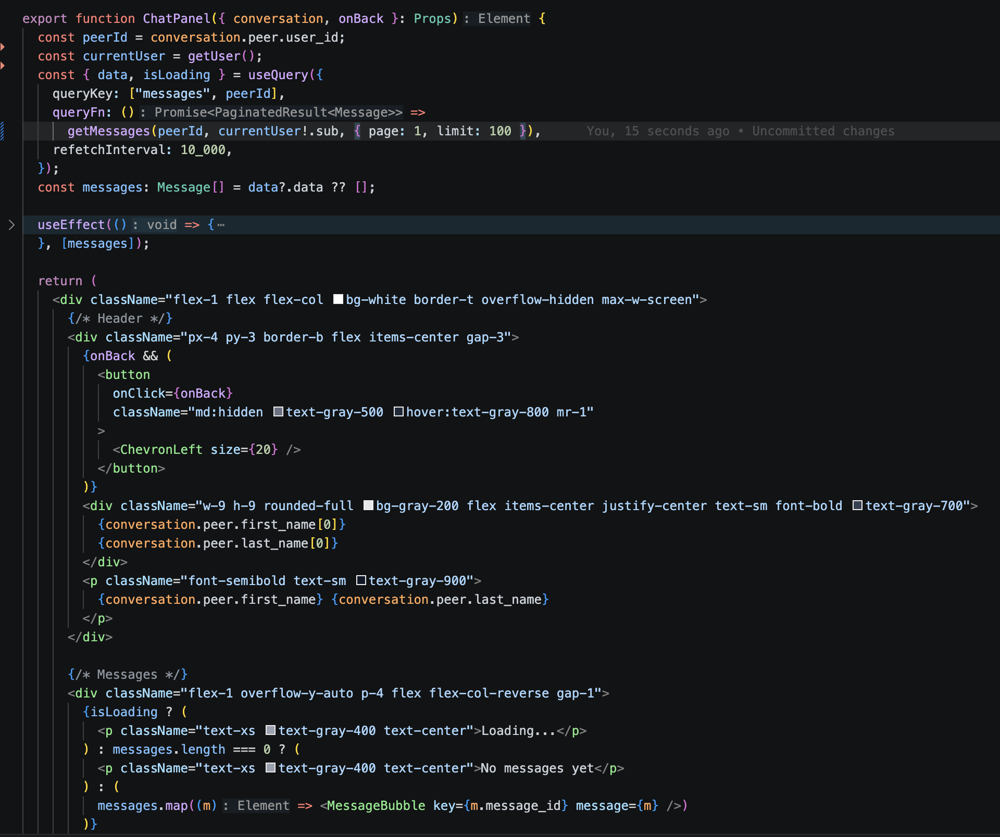 export function ChatPanel({ conversation, onBack }: Props): Element {
const peerId = conversation.peer.user_id;
const currentUser = getUser();
const { data, isLoading } = useQuery({
queryKey: ["messages", peerId],
queryFn: (): Promise<PaginatedResult<Message>> =>
getMessages(peerId, currentUser!.sub, { page: 1, limit: 100 }), You, 15 seconds ago • Uncommitted changes
refetchInterval: 10_000,
});
const messages: Message[] = data?.data ?? [];
useEffect((): void => {⋯
}, [messages]);
return (
<div className="flex-1 flex flex-col bg-white border-t overflow-hidden max-w-screen">
{/* Header */}
<div className="px-4 py-3 border-b flex items-center gap-3">
{onBack && (
<button
onClick={onBack}
className="md:hidden text-gray-500 hover:text-gray-800 mr-1"
>
<ChevronLeft size={20} />
</button>
)}
<div className="w-9 h-9 rounded-full bg-gray-200 flex items-center justify-center text-sm font-bold text-gray-700">
{conversation.peer.first_name[0]}
{conversation.peer.last_name[0]}
</div>
<p className="font-semibold text-sm text-gray-900">
{conversation.peer.first_name} {conversation.peer.last_name}
</p>
</div>
{/* Messages */}
<div className="flex-1 overflow-y-auto p-4 flex flex-col-reverse gap-1">
{isLoading ? (
<p className="text-xs text-gray-400 text-center">Loading...</p>
) : messages.length === 0 ? (
<p className="text-xs text-gray-400 text-center">No messages yet</p>
) : (
messages.map((m): Element => <MessageBubble key={m.message_id} message={m} />)
)}